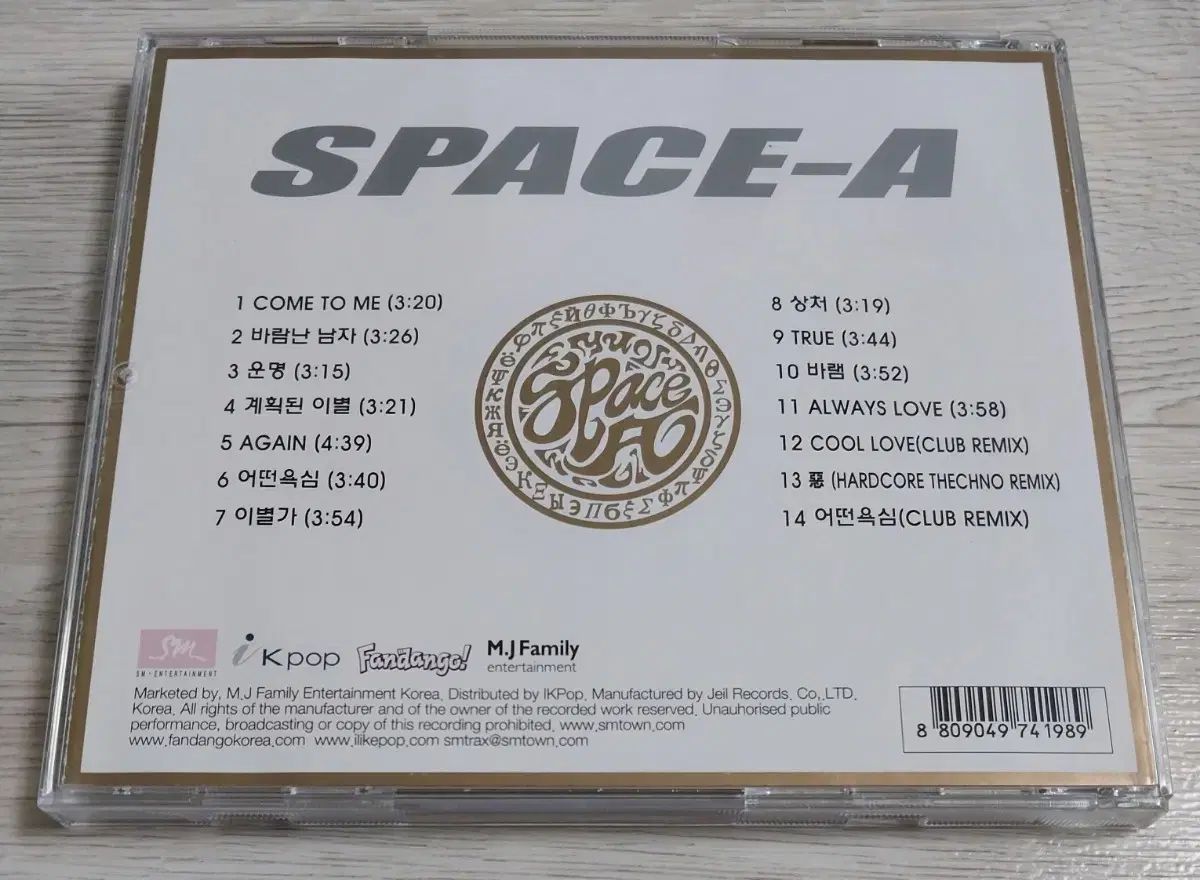 SPACE-A
1 COME TO ME (3:20)
2 바람난 남자 (3:26)
3 운명 (3:15)
4 계획된 이별 (3:21)
5 AGAIN (4:39)
6 어떤욕심 (3:40)
7 이별가 (3:54)
Space A
8 상처 (3:19)
9 TRUE (3:44)
10 바램 (3:52)
11 ALWAYS LOVE (3:58)
12 COOL LOVE(CLUB REMIX)
13 惡 (HARDCORE THECHNO REMIX)
14 어떤욕심(CLUB REMIX)
SM
SM·ENTERTAINMENT
iKpop
Fandango!
M.J Family
entertainment
Marketed by, M.J Family Entertainment Korea. Distributed by IKPop. Manufactured by Jeil Records. Co,.LTD.
Korea. All rights of the manufacturer and of the owner of the recorded work reserved. Unauhorised public
performance, broadcasting or copy of this recording prohibited. www.smtown.com
www.fandangokorea.com www.ilikepop.com smtrax@smtown.com
8 809049 741989